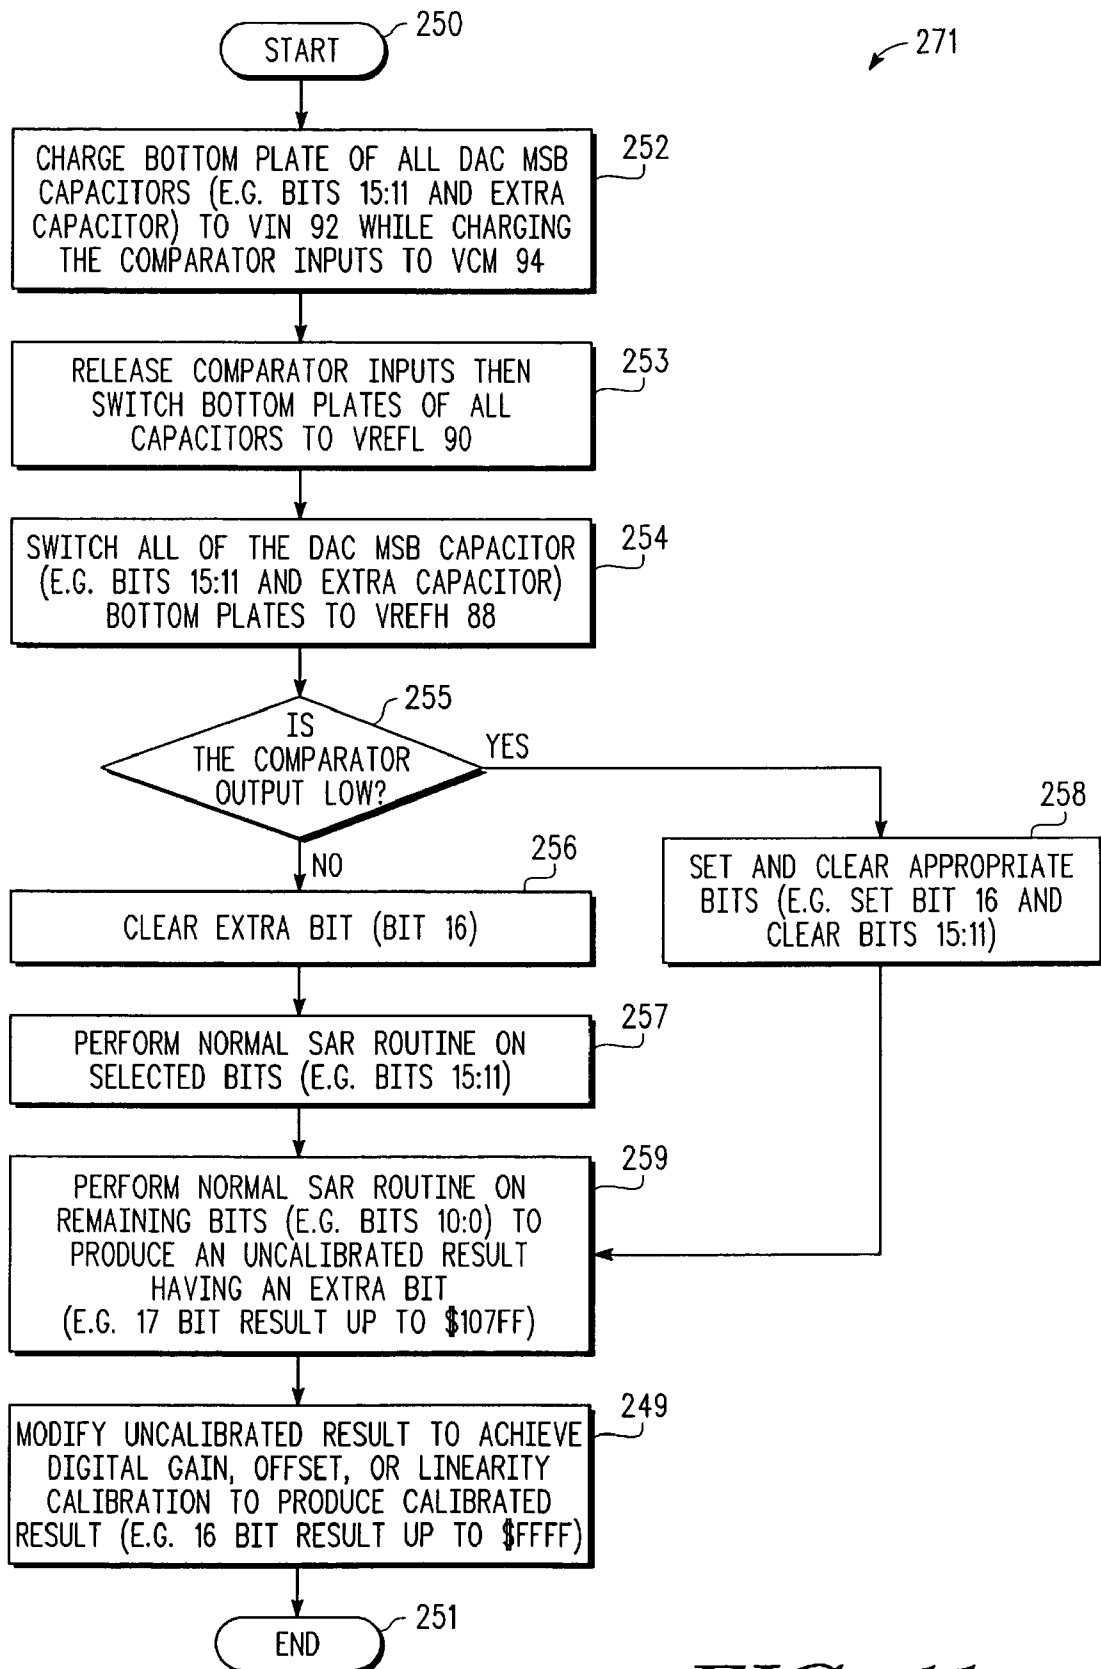 START
250
271
CHARGE BOTTOM PLATE OF ALL DAC MSB
CAPACITORS (E.G. BITS 15:11 AND EXTRA
CAPACITOR) TO VIN 92 WHILE CHARGING
THE COMPARATOR INPUTS TO VCM 94
252
RELEASE COMPARATOR INPUTS THEN
SWITCH BOTTOM PLATES OF ALL
CAPACITORS TO VREFL 90
253
SWITCH ALL OF THE DAC MSB CAPACITOR
(E.G. BITS 15:11 AND EXTRA CAPACITOR)
BOTTOM PLATES TO VREFH 88
254
IS
THE COMPARATOR
OUTPUT LOW?
255
YES
NO
CLEAR EXTRA BIT (BIT 16)
256
SET AND CLEAR APPROPRIATE
BITS (E.G. SET BIT 16 AND
CLEAR BITS 15:11)
258
PERFORM NORMAL SAR ROUTINE ON
SELECTED BITS (E.G. BITS 15:11)
257
PERFORM NORMAL SAR ROUTINE ON
REMAINING BITS (E.G. BITS 10:0) TO
PRODUCE AN UNCALIBRATED RESULT
HAVING AN EXTRA BIT
(E.G. 17 BIT RESULT UP TO $107FF)
259
MODIFY UNCALIBRATED RESULT TO ACHIEVE
DIGITAL GAIN, OFFSET, OR LINEARITY
CALIBRATION TO PRODUCE CALIBRATED
RESULT (E.G. 16 BIT RESULT UP TO $FFFF)
249
END
251